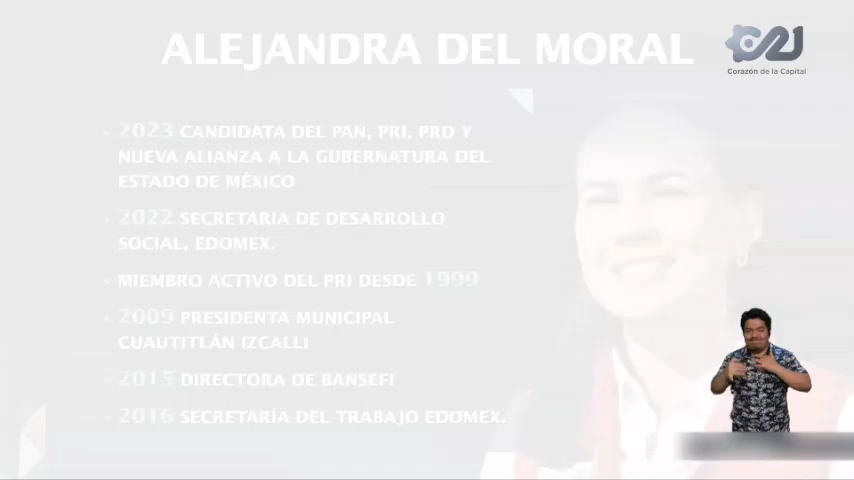 ALEJANDRA DEL MORAL
Corazón de la Capital
• 2023 CANDIDATA DEL PAN, PRI, PRD Y
NUEVA ALIANZA A LA GUBERNATURA DEL
ESTADO DE MÉXICO
• 2022 SECRETARIA DE DESARROLLO
SOCIAL, EDOMEX.
• MIEMBRO ACTIVO DEL PRI DESDE 1999
• 2009 PRESIDENTA MUNICIPAL
CUAUTITLÁN IZCALLI
• 2015 DIRECTORA DE BANSEFI
• 2016 SECRETARÍA DEL TRABAJO EDOMEX.